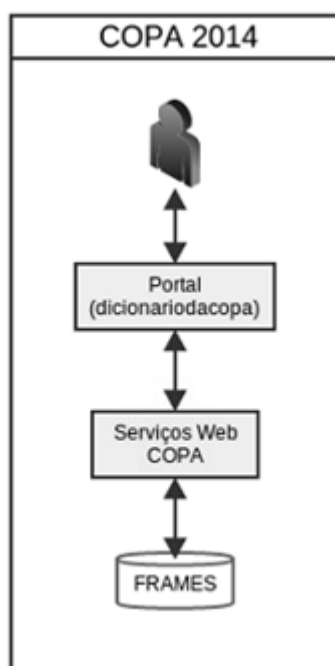 COPA 2014
Portal
(dicionariodacopa)
Serviços Web
COPA
FRAMES